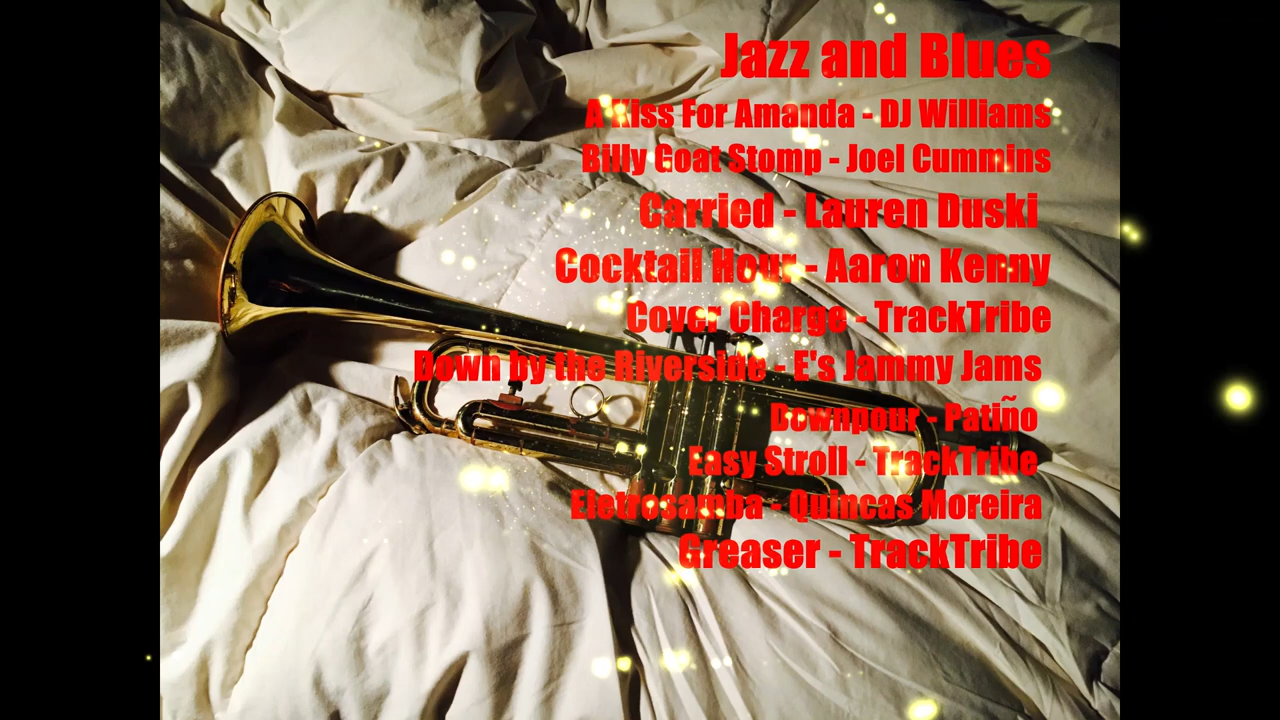 Jazz and Blues
A Kiss For Amanda - DJ Williams
Billy Goat Stomp - Joel Cummins
Carried - Lauren Duski
Cocktail Hour - Aaron Kenny
Cover Charge - TrackTribe
Down by the Riverside - E's Jammy Jams
Downpour - Patiño
Easy Stroll - TrackTribe
Eletrosamba - Quincas Moreira
Greaser - TrackTribe